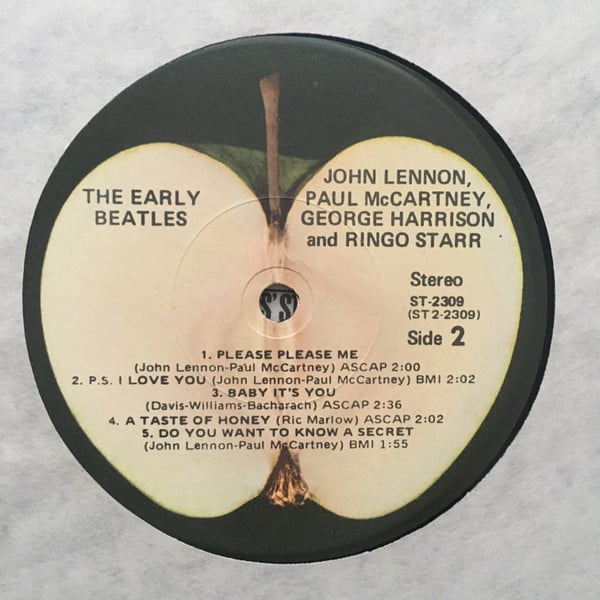 THE EARLY
BEATLES
JOHN LENNON,
PAUL McCARTNEY,
GEORGE HARRISON
and RINGO STARR
Stereo
ST-2309
(ST 2-2309)
Side 2
1. PLEASE PLEASE ME
(John Lennon-Paul McCartney) ASCAP 2:00
2. P.S. I LOVE YOU (John Lennon-Paul McCartney) BMI 2:02
3. BABY IT'S YOU
(Davis-Williams-Bacharach) ASCAP 2:36
4. A TASTE OF HONEY (Ric Marlow) ASCAP 2:02
5. DO YOU WANT TO KNOW A SECRET
(John Lennon-Paul McCartney) BMI 1:55